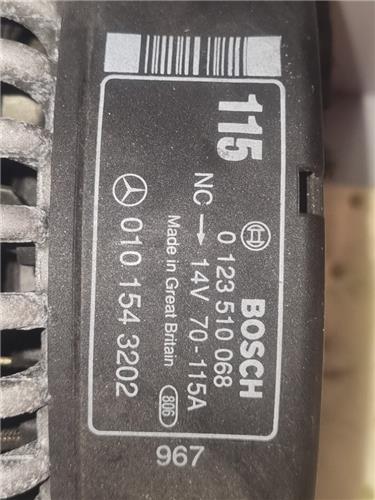 115
BOSCH
0 123 510 068
NC → 14V 70-115A
Made in Great Britain
806
010 154 3202
967